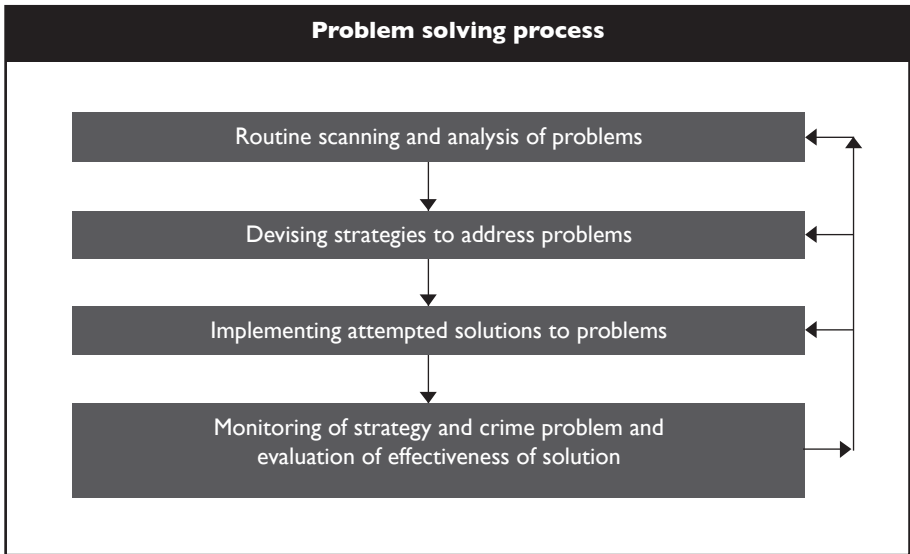 Problem solving process
Routine scanning and analysis of problems
Devising strategies to address problems
Implementing attempted solutions to problems
Monitoring of strategy and crime problem and
evaluation of effectiveness of solution